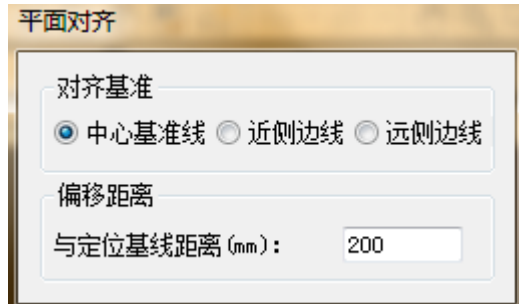 平面对齐
对齐基准
中心基准线 近侧边线 远侧边线
偏移距离
与定位基线距离(mm): 200